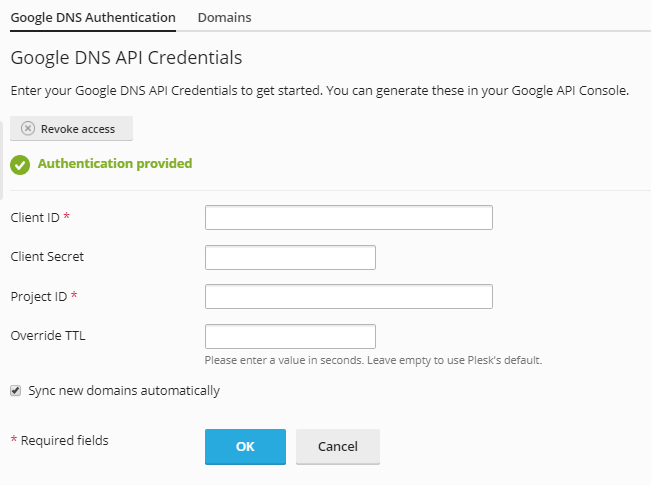 Google DNS Authentication Domains
Google DNS API Credentials
Enter your Google DNS API Credentials to get started. You can generate these in your Google API Console.
Revoke access
Authentication provided
Client ID *
Client Secret
Project ID *
Override TTL
Please enter a value in seconds. Leave empty to use Plesk's default.
Sync new domains automatically
* Required fields OK Cancel